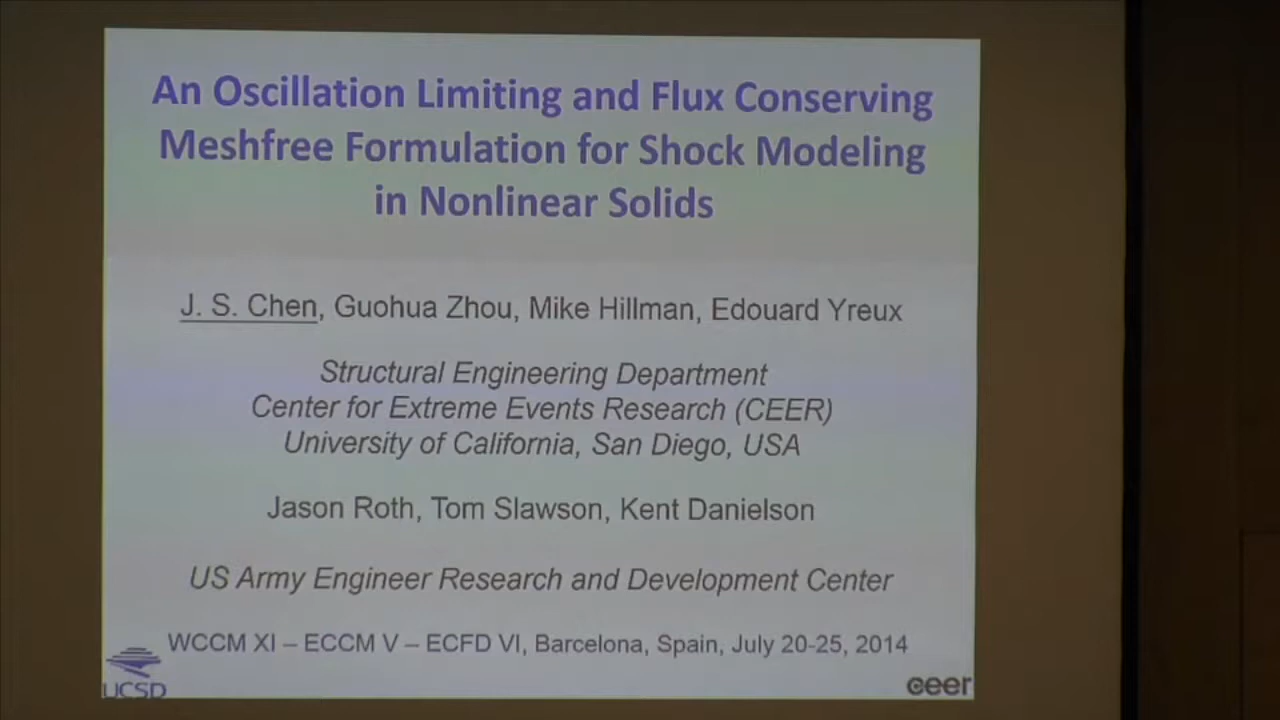 An Oscillation Limiting and Flux Conserving
Meshfree Formulation for Shock Modeling
in Nonlinear Solids
J. S. Chen, Guohua Zhou, Mike Hillman, Edouard Yreux
Structural Engineering Department
Center for Extreme Events Research (CEER)
University of California, San Diego, USA
Jason Roth, Tom Slawson, Kent Danielson
US Army Engineer Research and Development Center
WCCM XI – ECCM V – ECFD VI, Barcelona, Spain, July 20-25, 2014
UCSD
ceer